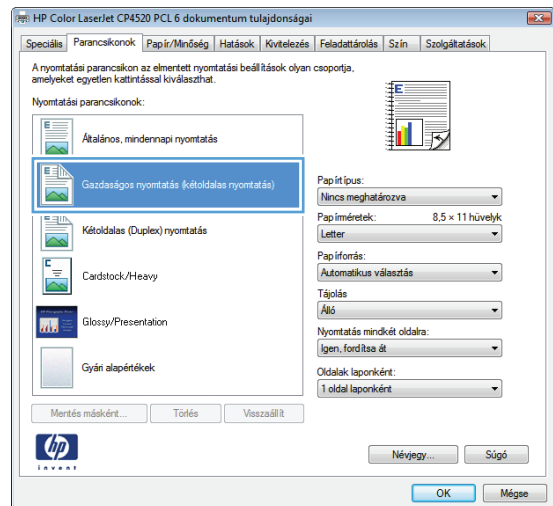 HP Color LaserJet CP4520 PCL 6 dokumentum tulajdonságai
Speciális Parancsikonok Papír/Minőség Hatások Kivitelezés Feladattárolás Szín Szolgáltatások
A nyomtatási parancsikon az elmentett nyomtatási beállítások olyan csoportja,
amelyeket egyetlen kattintással kiválaszthat.
Nyomtatási parancsikonok:
Általános, mindennapi nyomtatás
Gazdaságos nyomtatás (kétoldalas nyomtatás)
Kétoldalas (Duplex) nyomtatás
Cardstock/Heavy
Glossy/Presentation
Gyári alapértékek
Mentés másként... Törlés Visszaállít
E
Papírtípus:
Nincs meghatározva
Papírméretek: 8,5 × 11 hüvelyk
Letter
Papírforrás:
Automatikus választás
Tájolás
Álló
Nyomtatás mindkét oldalra:
Igen, fordítsa át
Oldalak laponként:
1 oldal laponként
hp
invent
Névjegy... Súgó
OK Mégse